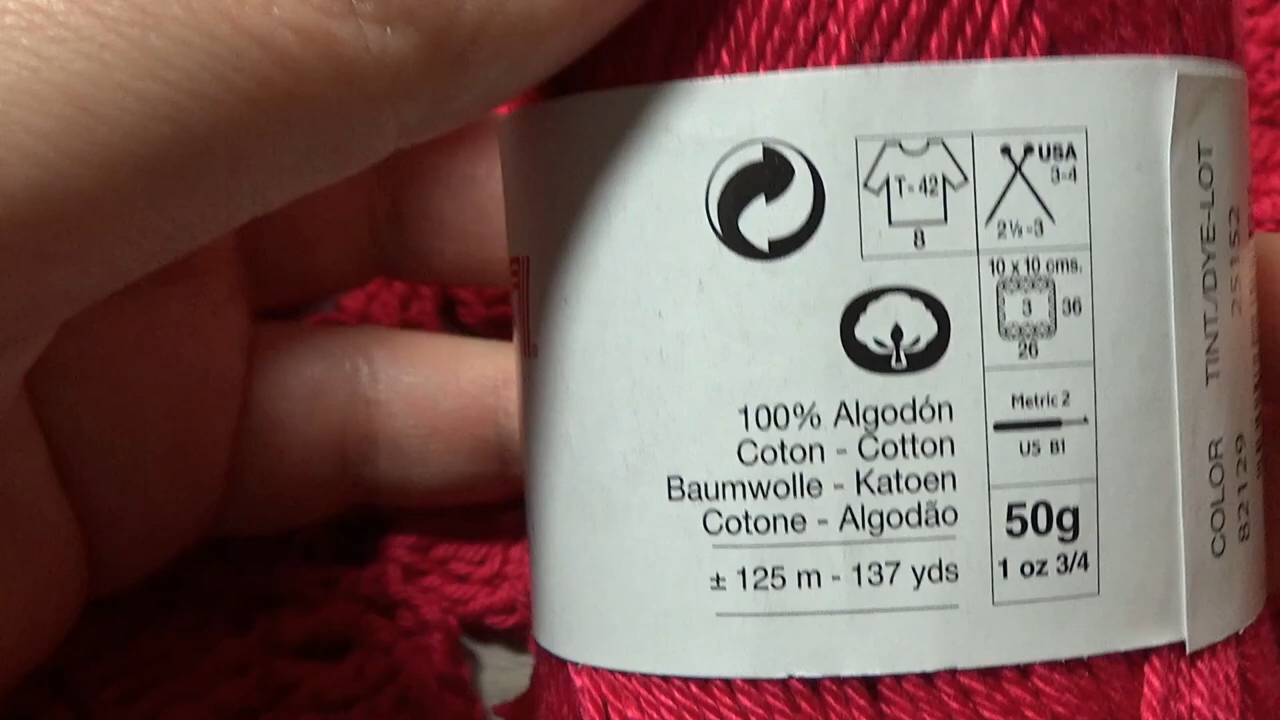 T-42
8
USA
3-4
2½-3
10 x 10 cms.
3
36
26
Metric 2
US B1
50g
1 oz 3/4
100% Algodón
Coton - Cotton
Baumwolle - Katoen
Cotone - Algodão
± 125 m - 137 yds
COLOR TINT./DYE-LOT
82129 25152